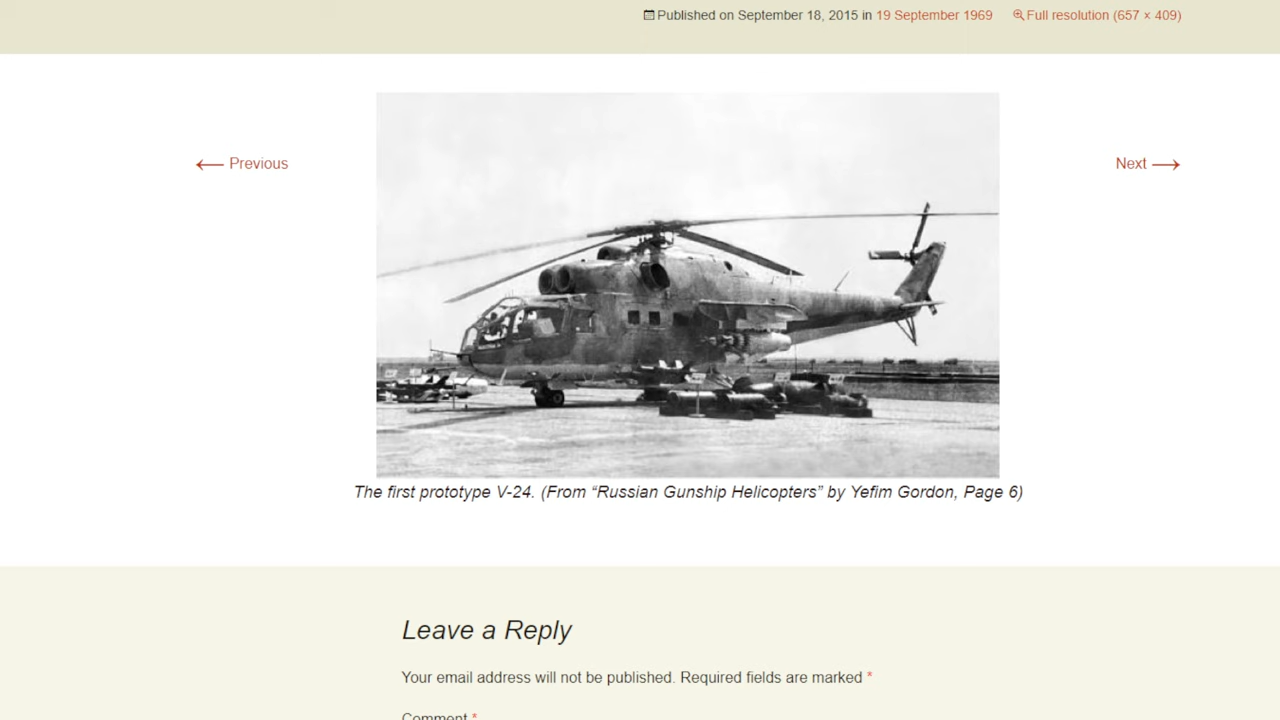 Published on September 18, 2015 in 19 September 1969 Full resolution (657 × 409)
← Previous
Next →
The first prototype V-24. (From “Russian Gunship Helicopters” by Yefim Gordon, Page 6)
Leave a Reply
Your email address will not be published. Required fields are marked *
Comment *